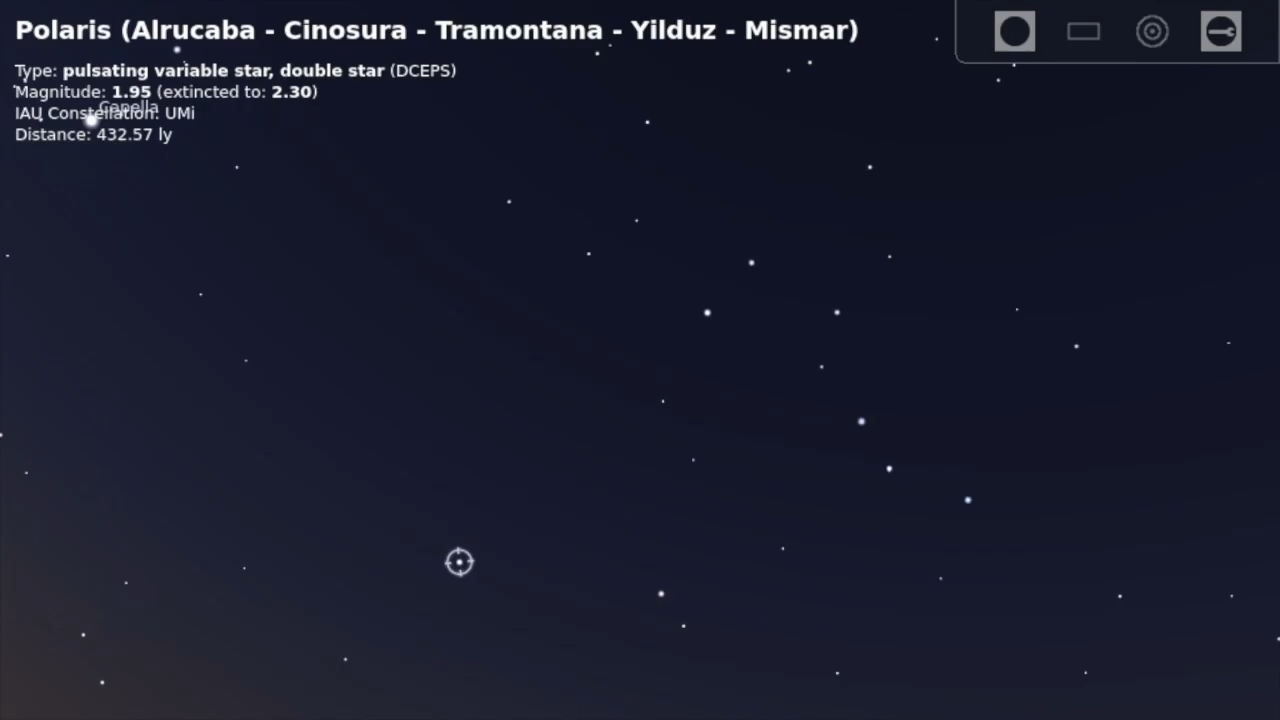 Polaris (Alrucaba - Cinosura - Tramontana - Yilduz - Mismar)
Type: pulsating variable star, double star (DCEPS)
Magnitude: 1.95 (extincted to: 2.30)
Capella
IAU Constellation: UMi
Distance: 432.57 ly